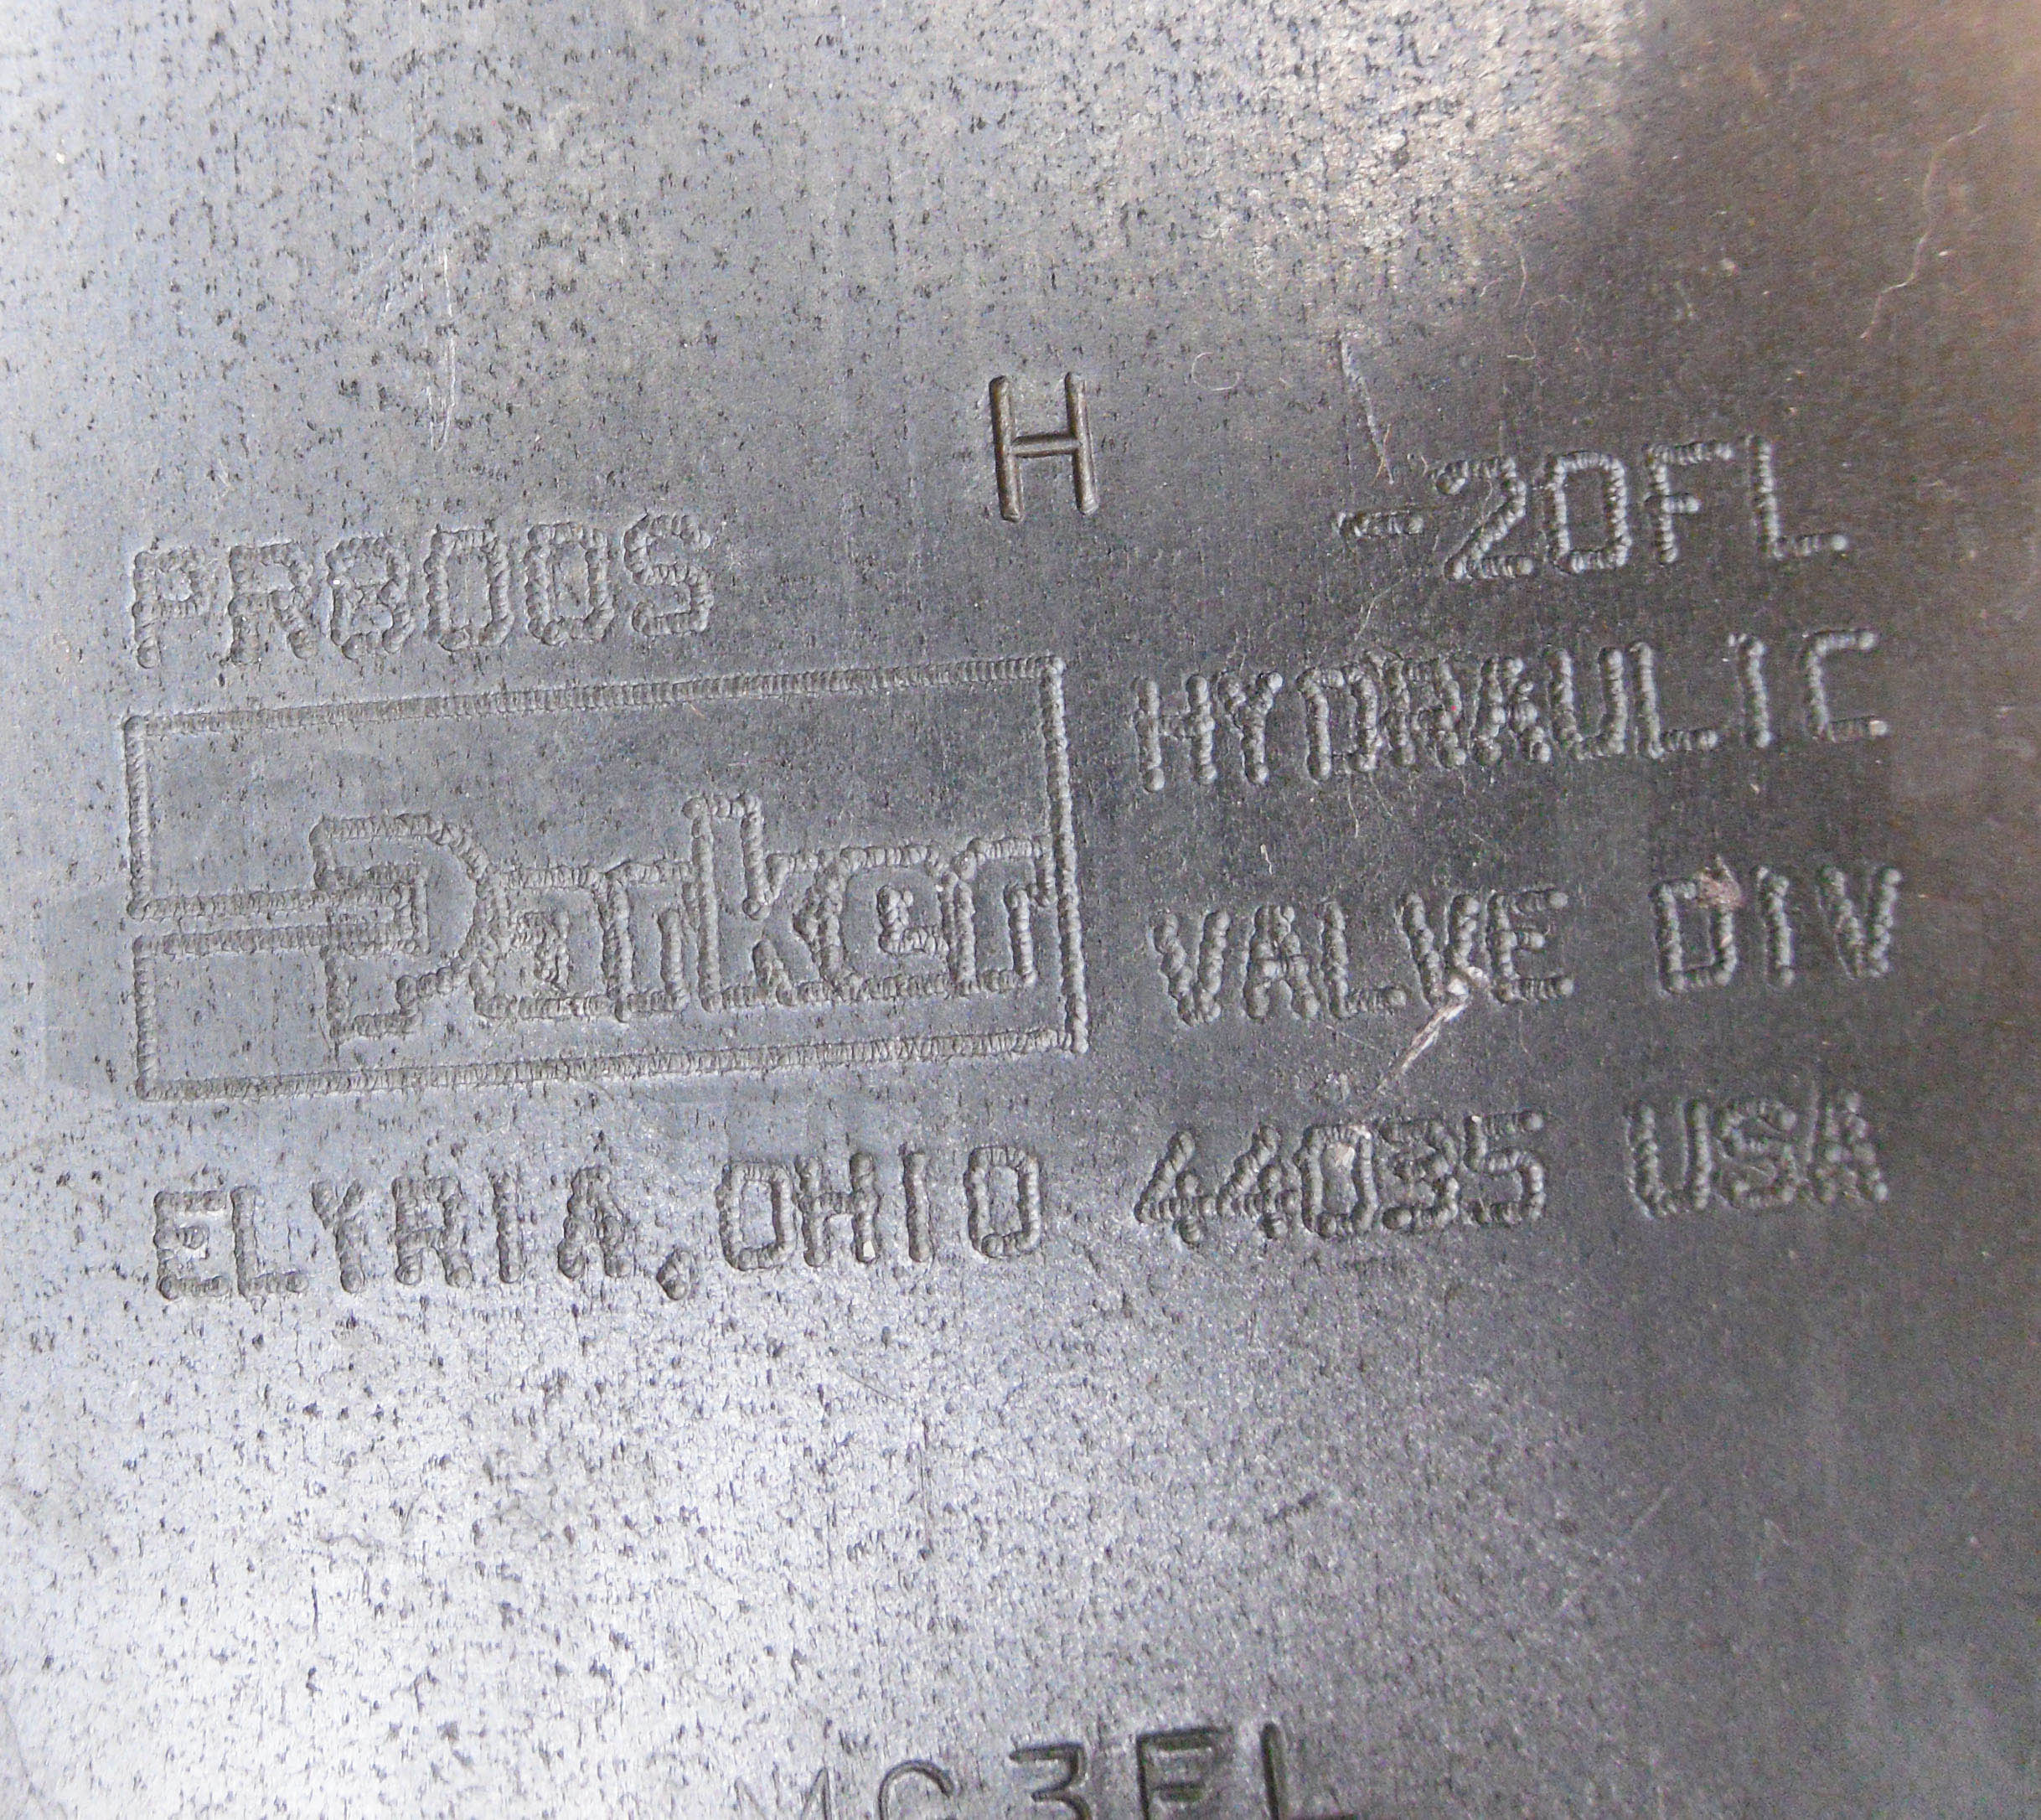 PR800S H -20FL
Parker HYDRAULIC
VALVE DIV
ELYRIA, OHIO 44035 USA